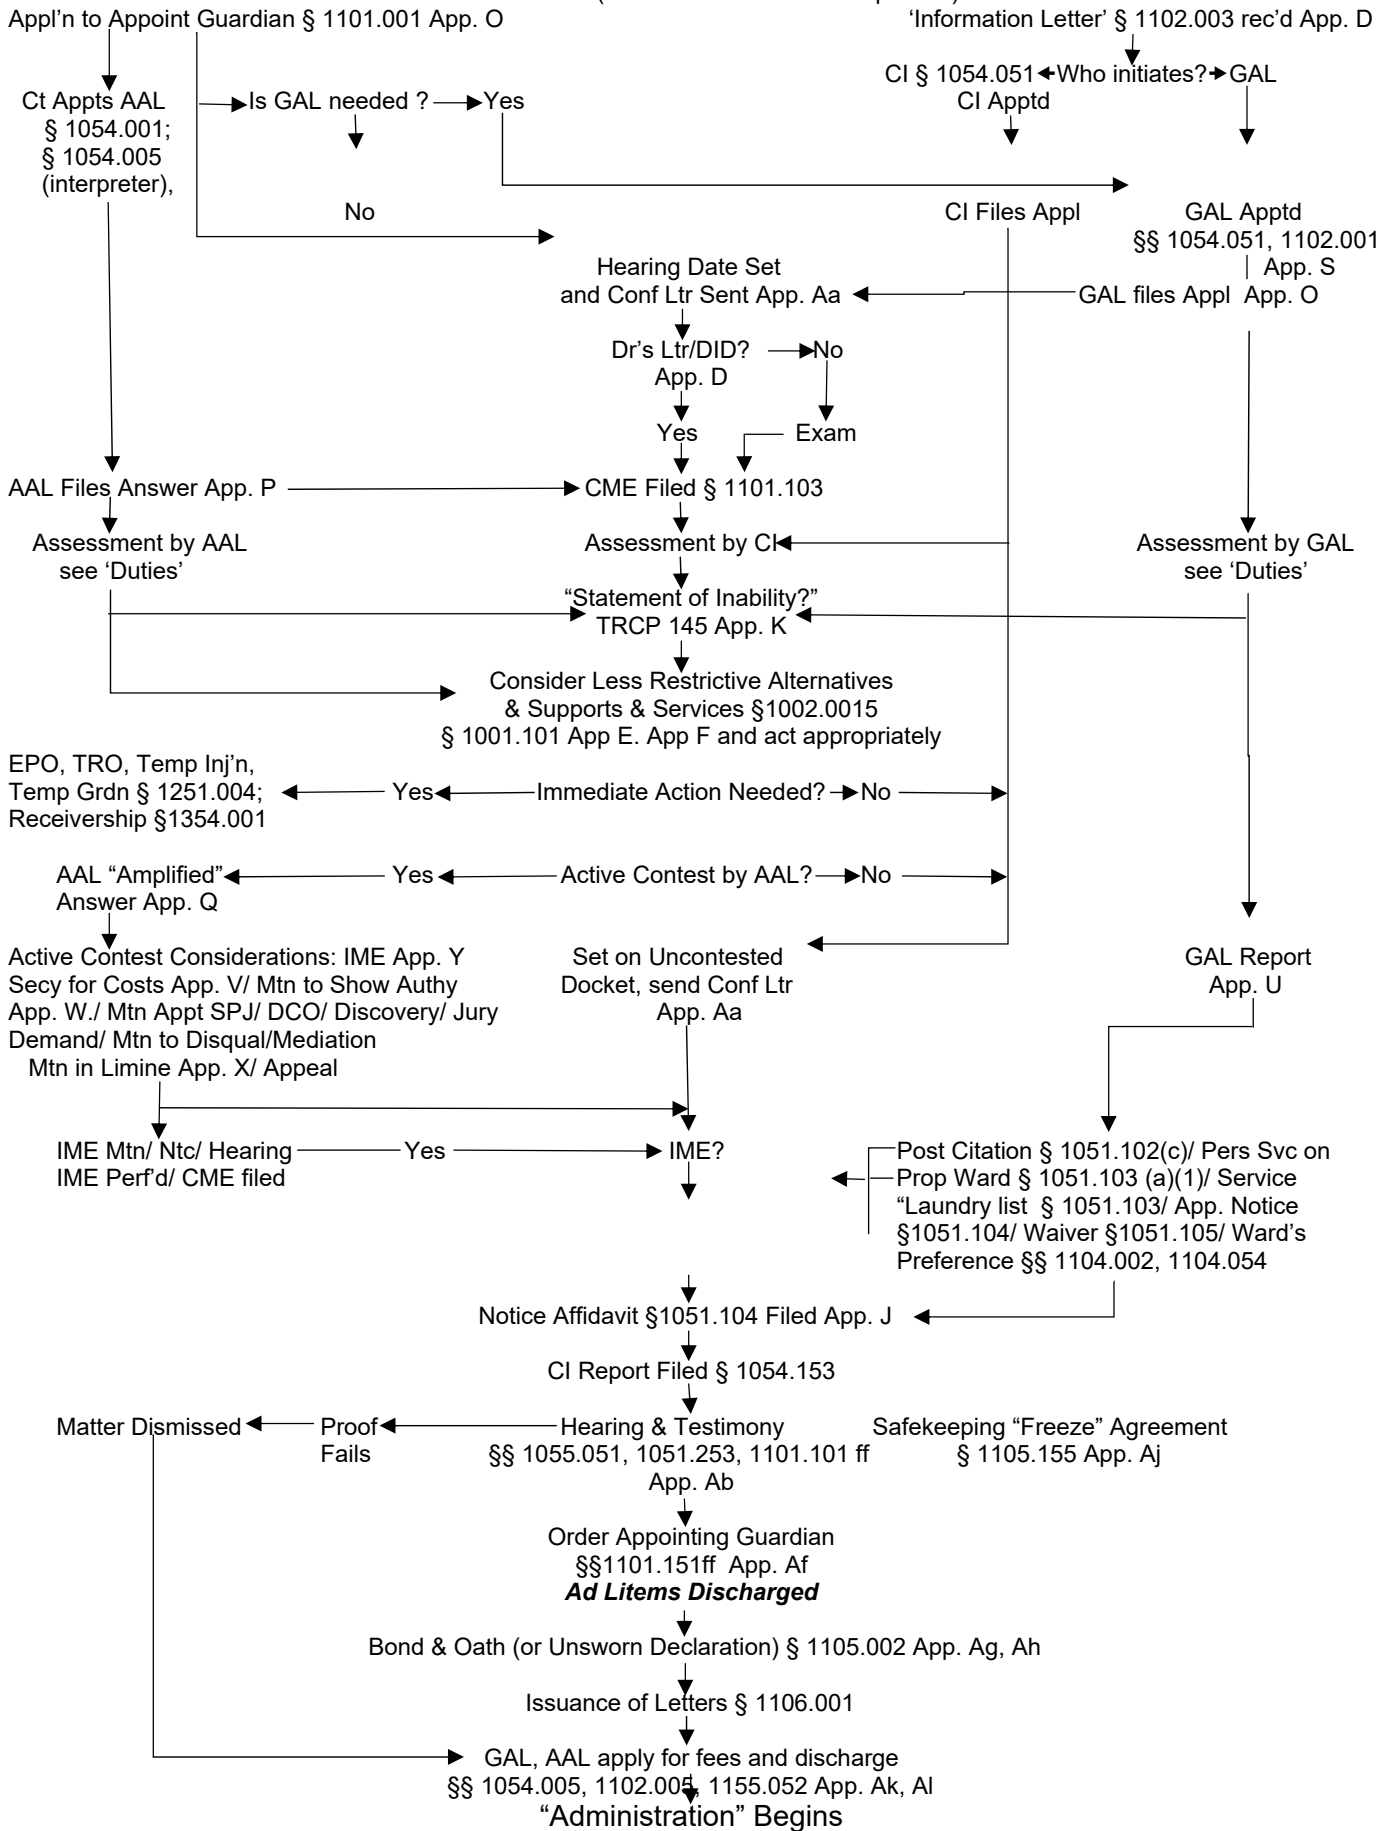 Appl’n to Appoint Guardian § 1101.001 App. O
‘Information Letter’ § 1102.003 rec’d App. D
CI § 1054.051 Who initiates? GAL
CI Apptd
Ct Appts AAL
§ 1054.001;
§ 1054.005
(interpreter),
Is GAL needed ? Yes
No
CI Files Appl
GAL Apptd
§§ 1054.051, 1102.001
App. S
GAL files Appl App. O
Hearing Date Set
and Conf Ltr Sent App. Aa
Dr’s Ltr/DID? No
App. D
Yes Exam
AAL Files Answer App. P
CME Filed § 1101.103
Assessment by AAL
see ‘Duties’
Assessment by CI
Assessment by GAL
see ‘Duties’
“Statement of Inability?”
TRCP 145 App. K
Consider Less Restrictive Alternatives
& Supports & Services §1002.0015
§ 1001.101 App E. App F and act appropriately
EPO, TRO, Temp Inj’n,
Temp Grdn § 1251.004;
Receivership §1354.001
Yes Immediate Action Needed? No
AAL “Amplified”
Answer App. Q
Yes Active Contest by AAL? No
Active Contest Considerations: IME App. Y
Secy for Costs App. V/ Mtn to Show Authy
App. W./ Mtn Appt SPJ/ DCO/ Discovery/ Jury
Demand/ Mtn to Disqual/Mediation
Mtn in Limine App. X/ Appeal
Set on Uncontested
Docket, send Conf Ltr
App. Aa
GAL Report
App. U
IME Mtn/ Ntc/ Hearing
IME Perf’d/ CME filed
Yes
IME?
Post Citation § 1051.102(c)/ Pers Svc on
Prop Ward § 1051.103 (a)(1)/ Service
“Laundry list § 1051.103/ App. Notice
§1051.104/ Waiver §1051.105/ Ward’s
Preference §§ 1104.002, 1104.054
Notice Affidavit §1051.104 Filed App. J
CI Report Filed § 1054.153
Matter Dismissed
Proof
Fails
Hearing & Testimony
§§ 1055.051, 1051.253, 1101.101 ff
App. Ab
Safekeeping “Freeze” Agreement
§ 1105.155 App. Aj
Order Appointing Guardian
§§1101.151ff App. Af
Ad Litems Discharged
Bond & Oath (or Unsworn Declaration) § 1105.002 App. Ag, Ah
Issuance of Letters § 1106.001
GAL, AAL apply for fees and discharge
§§ 1054.005, 1102.005, 1155.052 App. Ak, Al
“Administration” Begins